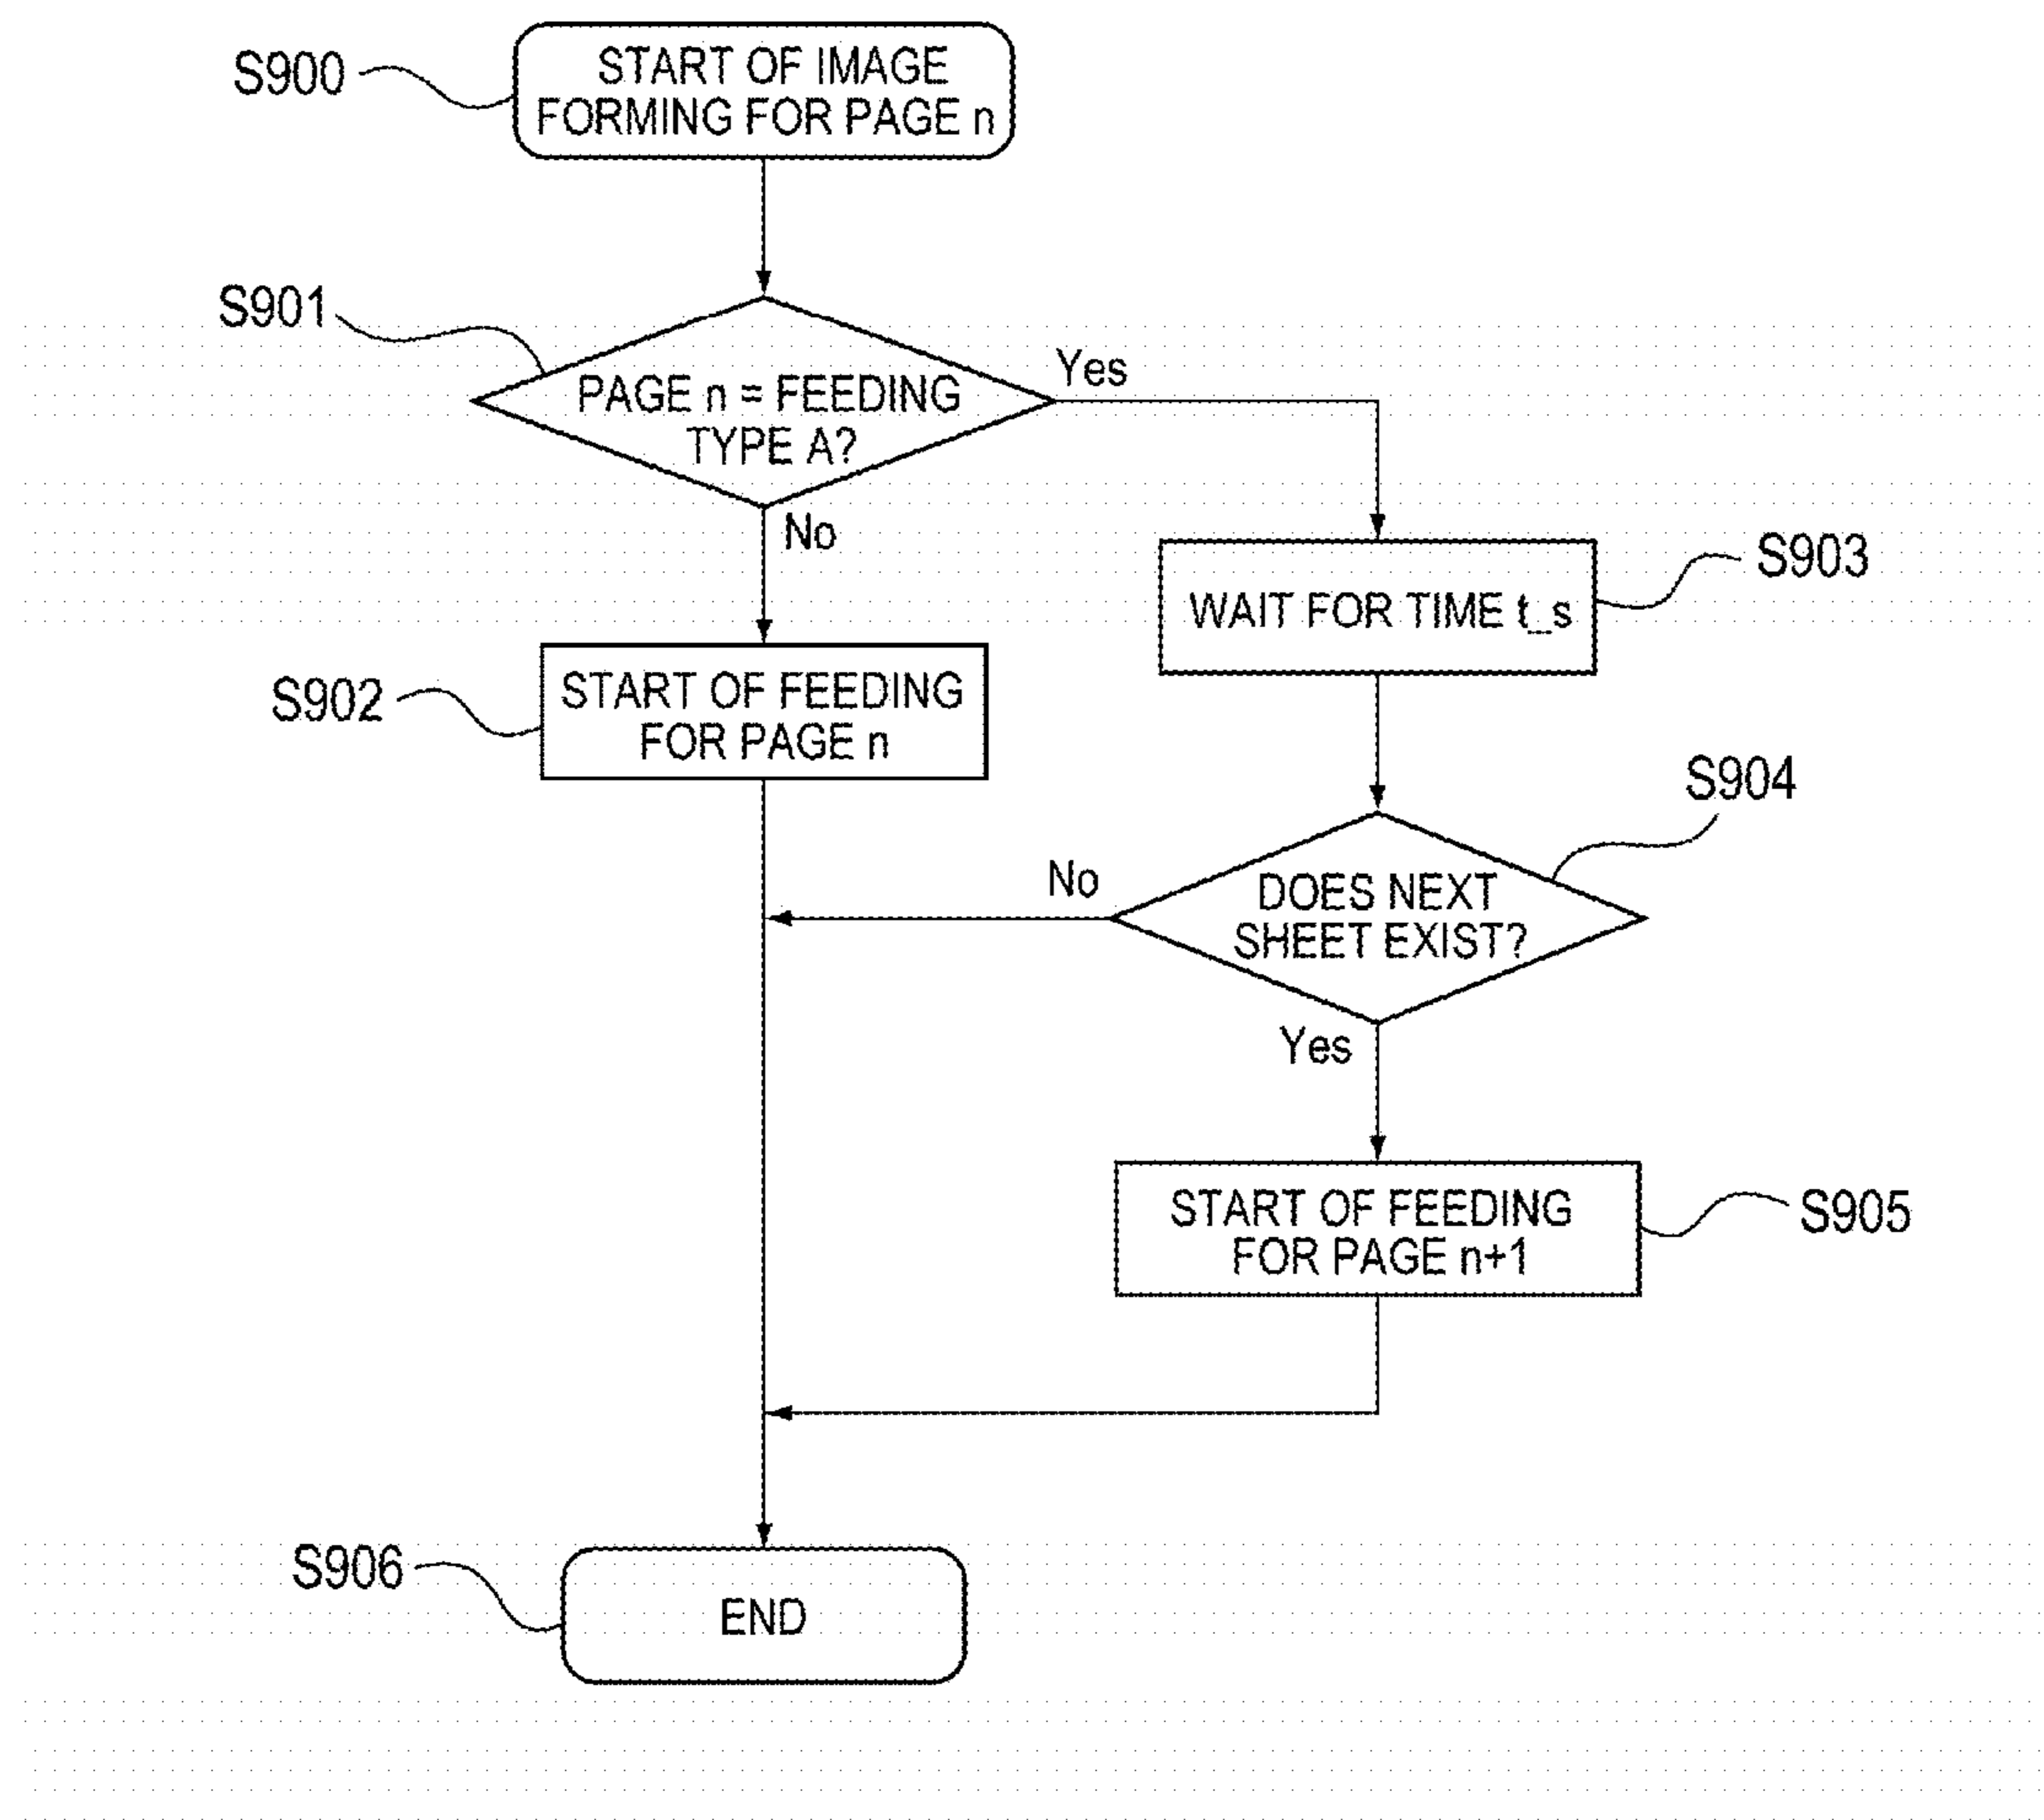 S900
START OF IMAGE
FORMING FOR PAGE n
S901
PAGE n = FEEDING
TYPE A?
Yes
No
S903
WAIT FOR TIME t_s
S902
START OF FEEDING
FOR PAGE n
S904
No
DOES NEXT
SHEET EXIST?
Yes
START OF FEEDING
FOR PAGE n+1
S905
S906
END